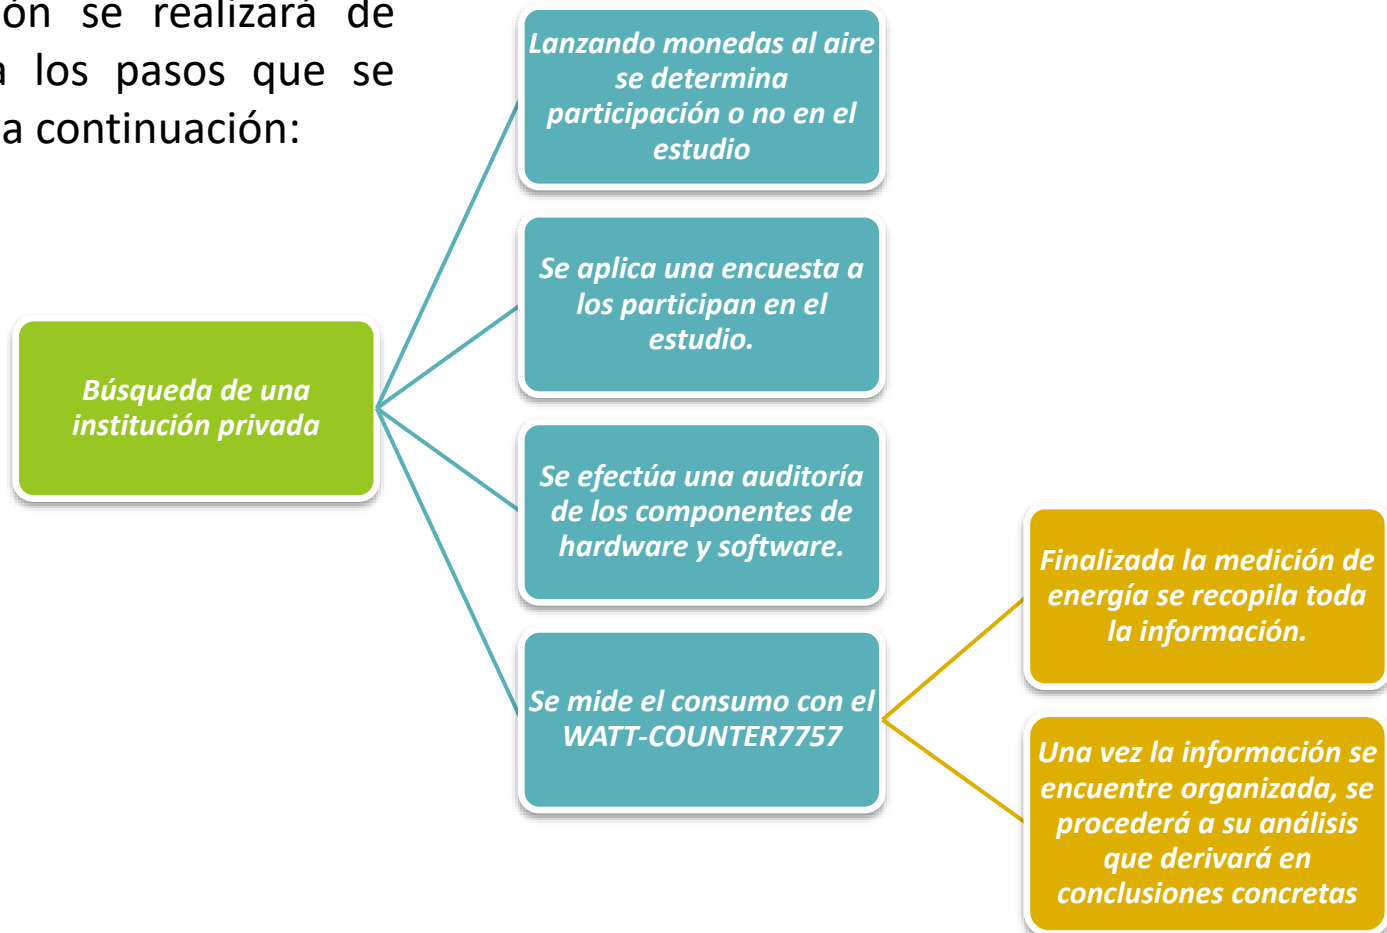 ión se realizará de
a los pasos que se
a continuación:
Lanzando monedas al aire
se determina
participación o no en el
estudio
Se aplica una encuesta a
los participan en el
estudio.
Búsqueda de una
institución privada
Se efectúa una auditoría
de los componentes de
hardware y software.
Se mide el consumo con el
WATT-COUNTER7757
Finalizada la medición de
energía se recopila toda
la información.
Una vez la información se
encuentre organizada, se
procederá a su análisis
que derivará en
conclusiones concretas